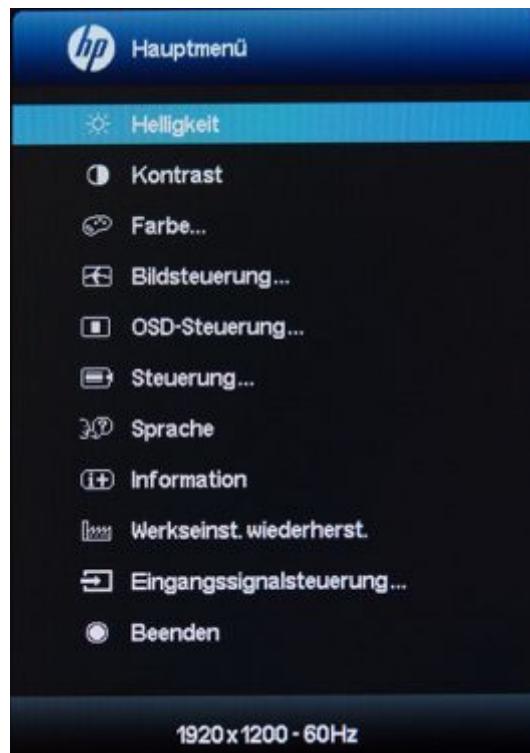 hp Hauptmenü
Helligkeit
Kontrast
Farbe...
Bildsteuerung...
OSD-Steuerung...
Steuerung...
Sprache
Information
Werkseinst. wiederherst.
Eingangssignalsteuerung...
Beenden
1920 x 1200 - 60Hz